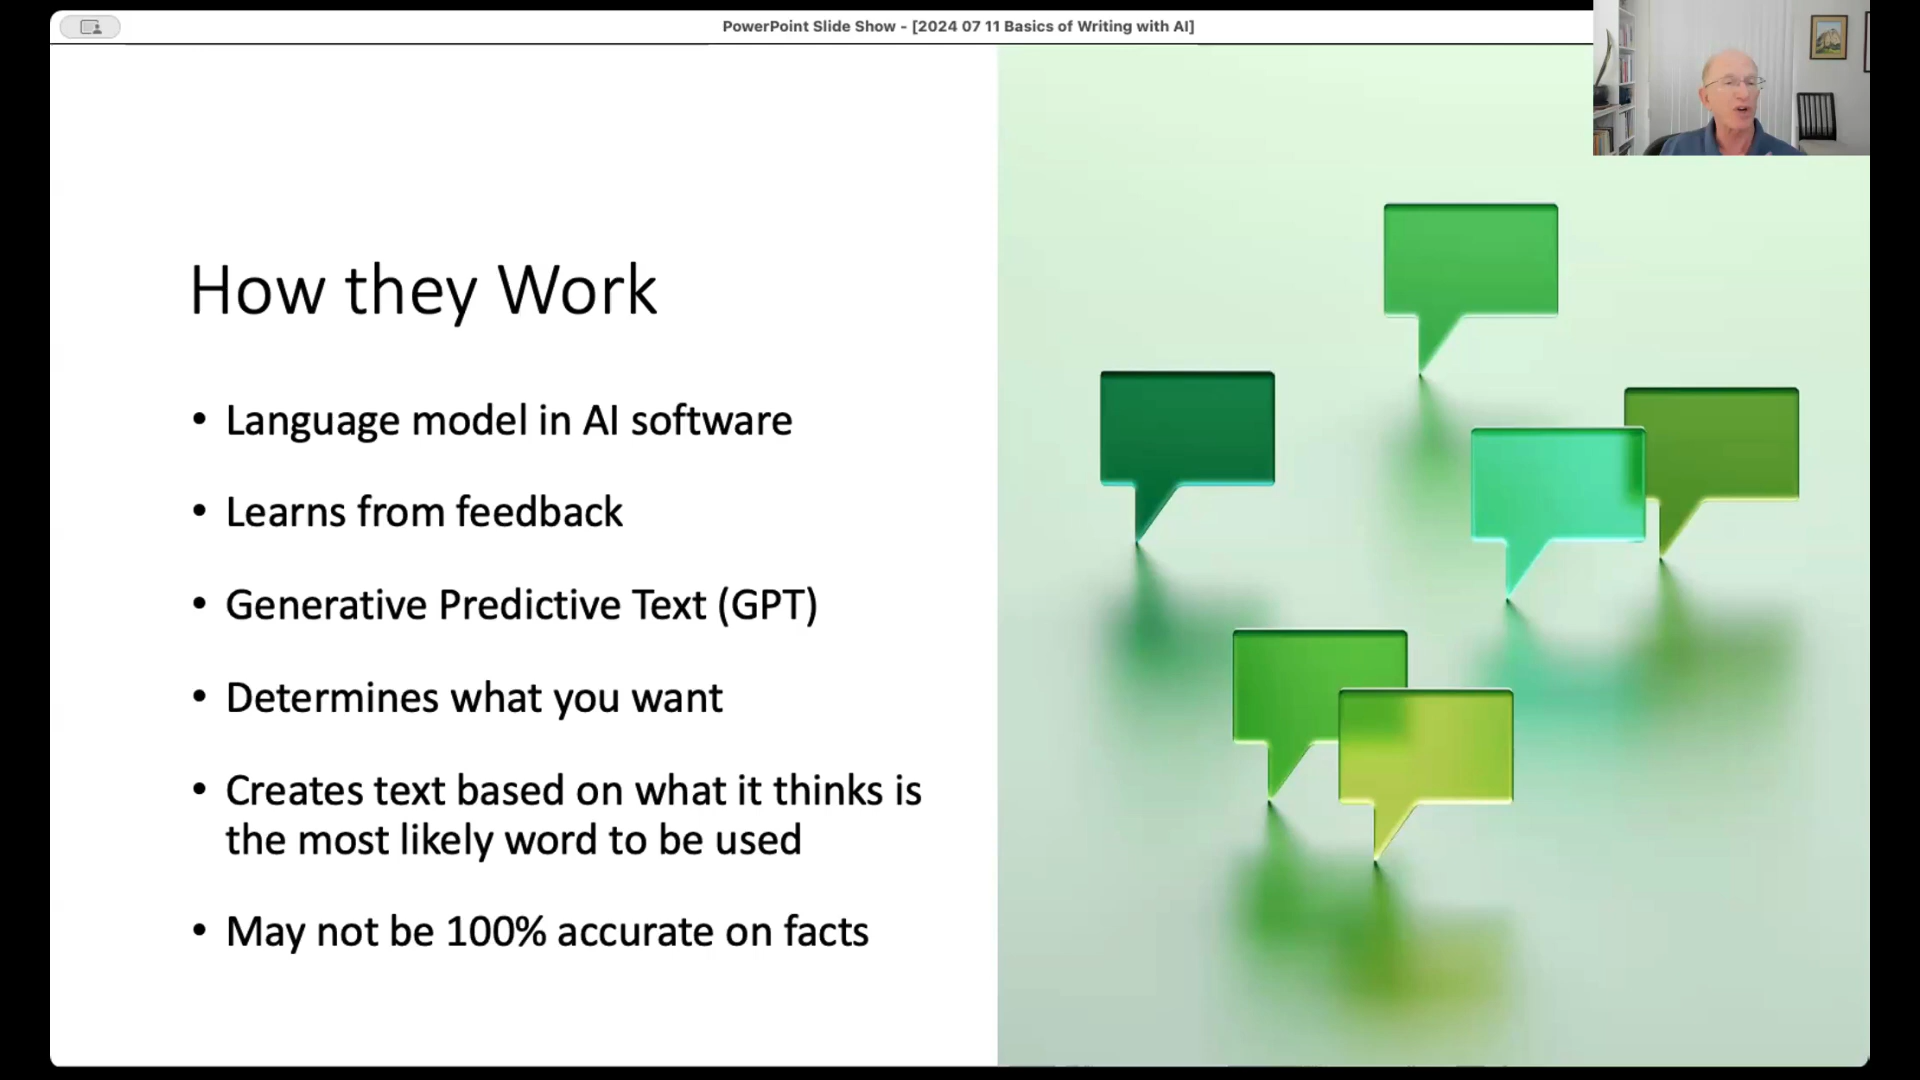 PowerPoint Slide Show - [2024 07 11 Basics of Writing with AI]
How they Work
• Language model in AI software
• Learns from feedback
• Generative Predictive Text (GPT)
• Determines what you want
• Creates text based on what it thinks is
the most likely word to be used
• May not be 100% accurate on facts